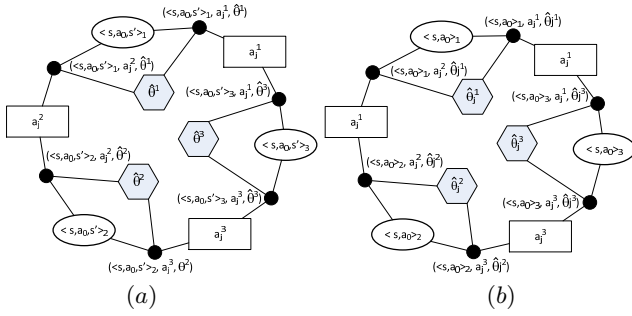 (<s,a₀,s'>₁, aⱼ¹, θ̂¹)
<s,a₀,s'>₁
aⱼ¹
(<s,a₀,s'>₁, aⱼ², θ̂¹)
θ̂¹
(<s,a₀,s'>₃, aⱼ¹, θ̂³)
aⱼ²
θ̂³
<s,a₀,s'>₃
(<s,a₀,s'>₂, aⱼ², θ̂²)
θ̂²
(<s,a₀,s'>₃, aⱼ³, θ̂³)
<s,a₀,s'>₂
aⱼ³
(<s,a₀,s'>₂, aⱼ³, θ²)
(a)
(<s,a₀>₁, aⱼ¹, θ̂ⱼ¹)
<s,a₀>₁
aⱼ¹
(<s,a₀>₁, aⱼ², θ̂ⱼ¹)
θ̂ⱼ¹
(<s,a₀>₃, aⱼ¹, θ̂ⱼ³)
aⱼ¹
θ̂ⱼ³
<s,a₀>₃
(<s,a₀>₂, aⱼ², θ̂ⱼ²)
θ̂ⱼ²
(<s,a₀>₃, aⱼ³, θ̂ⱼ³)
<s,a₀>₂
aⱼ³
(<s,a₀>₂, aⱼ³, θ̂ⱼ²)
(b)